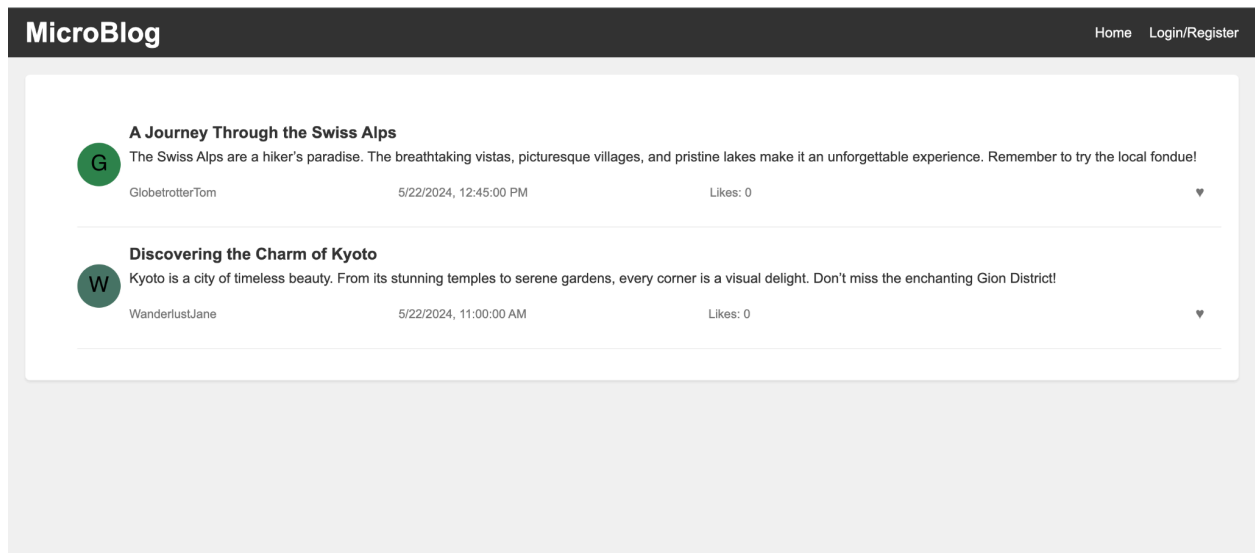 MicroBlog
Home Login/Register
A Journey Through the Swiss Alps
G
The Swiss Alps are a hiker’s paradise. The breathtaking vistas, picturesque villages, and pristine lakes make it an unforgettable experience. Remember to try the local fondue!
GlobetrotterTom 5/22/2024, 12:45:00 PM Likes: 0 ♥
Discovering the Charm of Kyoto
W
Kyoto is a city of timeless beauty. From its stunning temples to serene gardens, every corner is a visual delight. Don’t miss the enchanting Gion District!
WanderlustJane 5/22/2024, 11:00:00 AM Likes: 0 ♥